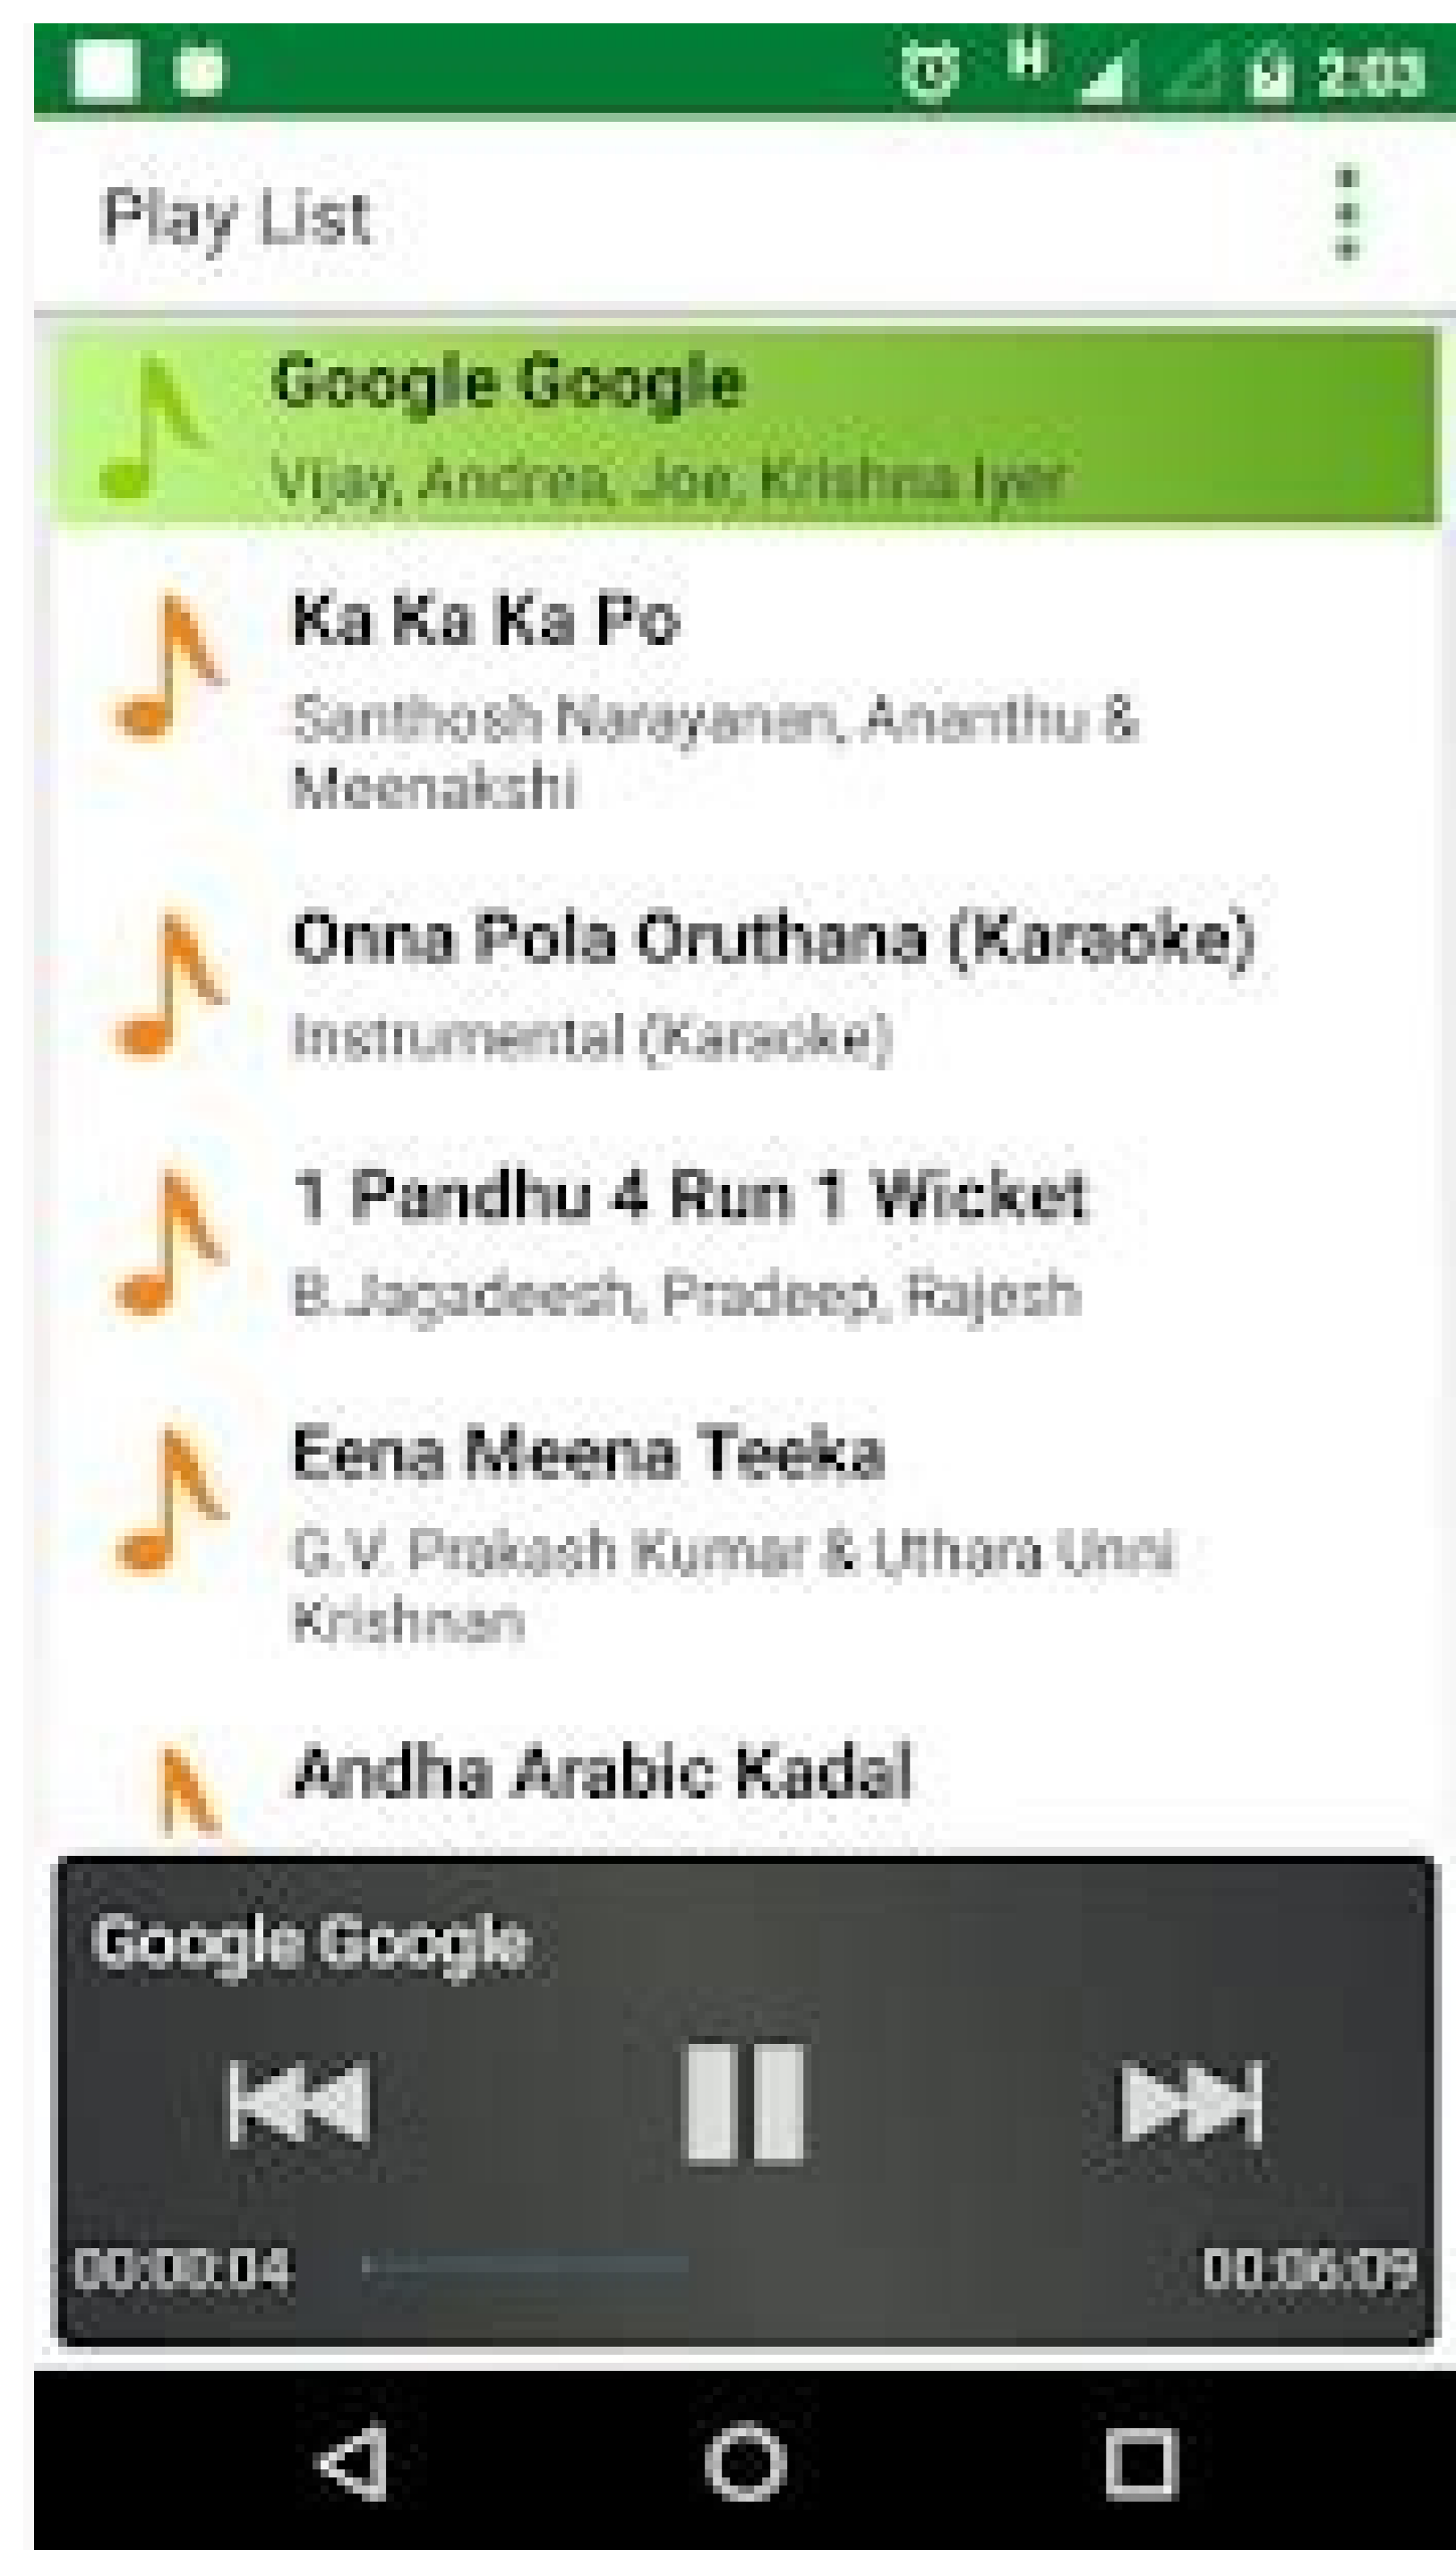 H 2:03
Play List
Google Google
Vijay, Andrea, Joe, Krishna Iyer
Ka Ka Ka Po
Santhosh Narayanan, Ananthu &
Meenakshi
Onna Pola Oruthana (Karaoke)
Instrumental (Karaoke)
1 Pandhu 4 Run 1 Wicket
B.Jagadeesh, Pradeep, Rajesh
Eena Meena Teeka
G.V. Prakash Kumar & Uthara Unni
Krishnan
Andha Arabic Kadal
Google Google
00:00:04 00:06:09